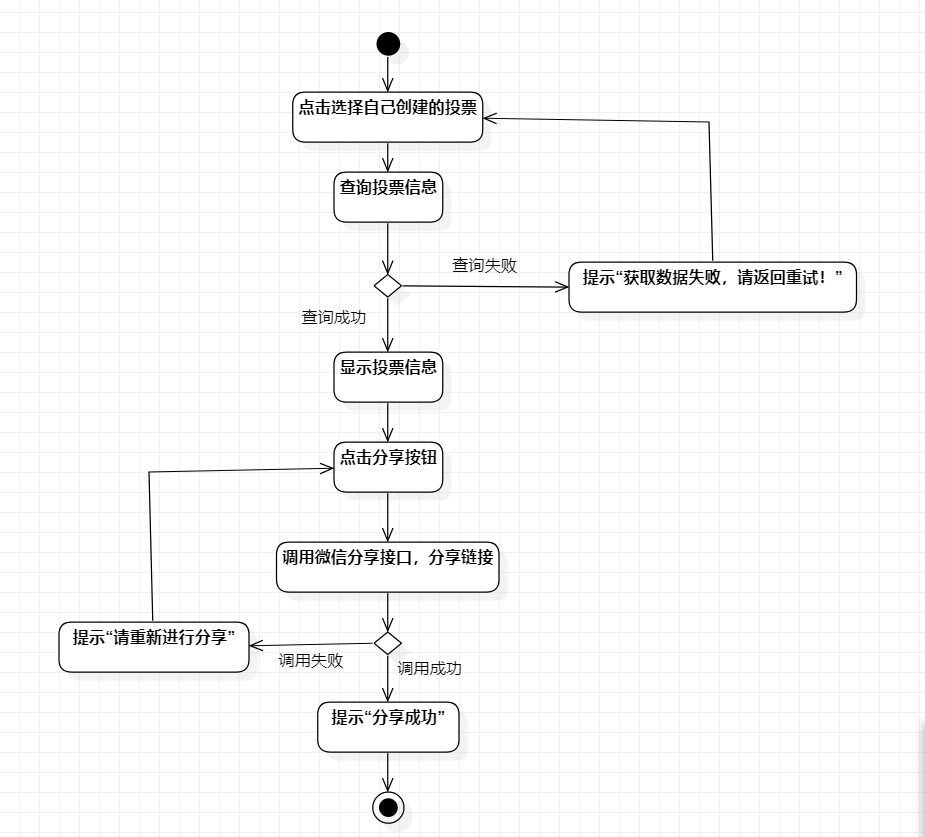 点击选择自己创建的投票
查询投票信息
查询失败
提示“获取数据失败，请返回重试！”
查询成功
显示投票信息
点击分享按钮
调用微信分享接口，分享链接
提示“请重新进行分享”
调用失败
调用成功
提示“分享成功”